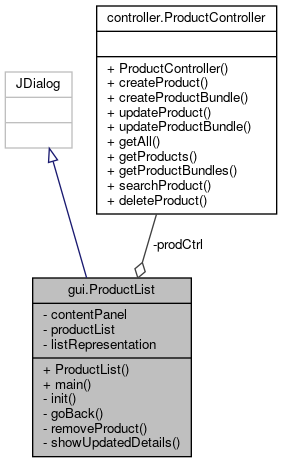 controller.ProductController
+ ProductController()
+ createProduct()
+ createProductBundle()
+ updateProduct()
+ updateProductBundle()
+ getAll()
+ getProducts()
+ getProductBundles()
+ searchProduct()
+ deleteProduct()
JDialog
-prodCtrl
gui.ProductList
- contentPanel
- productList
- listRepresentation
+ ProductList()
+ main()
- init()
- goBack()
- removeProduct()
- showUpdatedDetails()